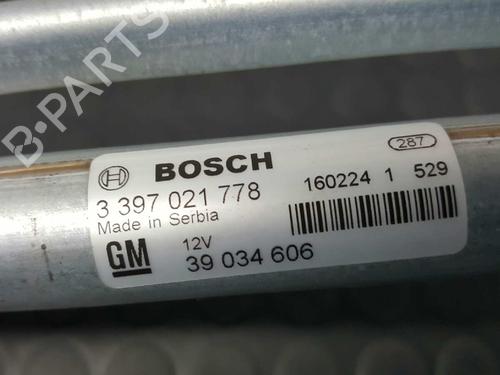 B-PARTS
287
BOSCH
3 397 021 778
160224 1 529
Made in Serbia
GM
12V
39 034 606